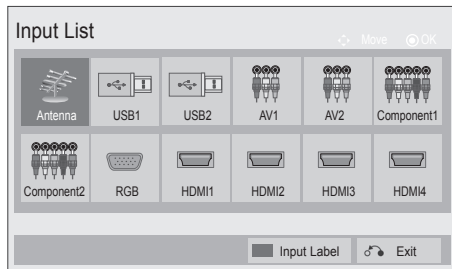 Input List
Move OK
Antenna USB1 USB2 AV1 AV2 Component1
Component2 RGB HDMI1 HDMI2 HDMI3 HDMI4
Input Label Exit